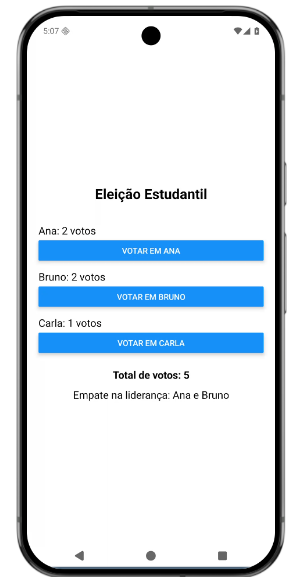 5:07
Eleição Estudantil
Ana: 2 votos
VOTAR EM ANA
Bruno: 2 votos
VOTAR EM BRUNO
Carla: 1 votos
VOTAR EM CARLA
Total de votos: 5
Empate na liderança: Ana e Bruno